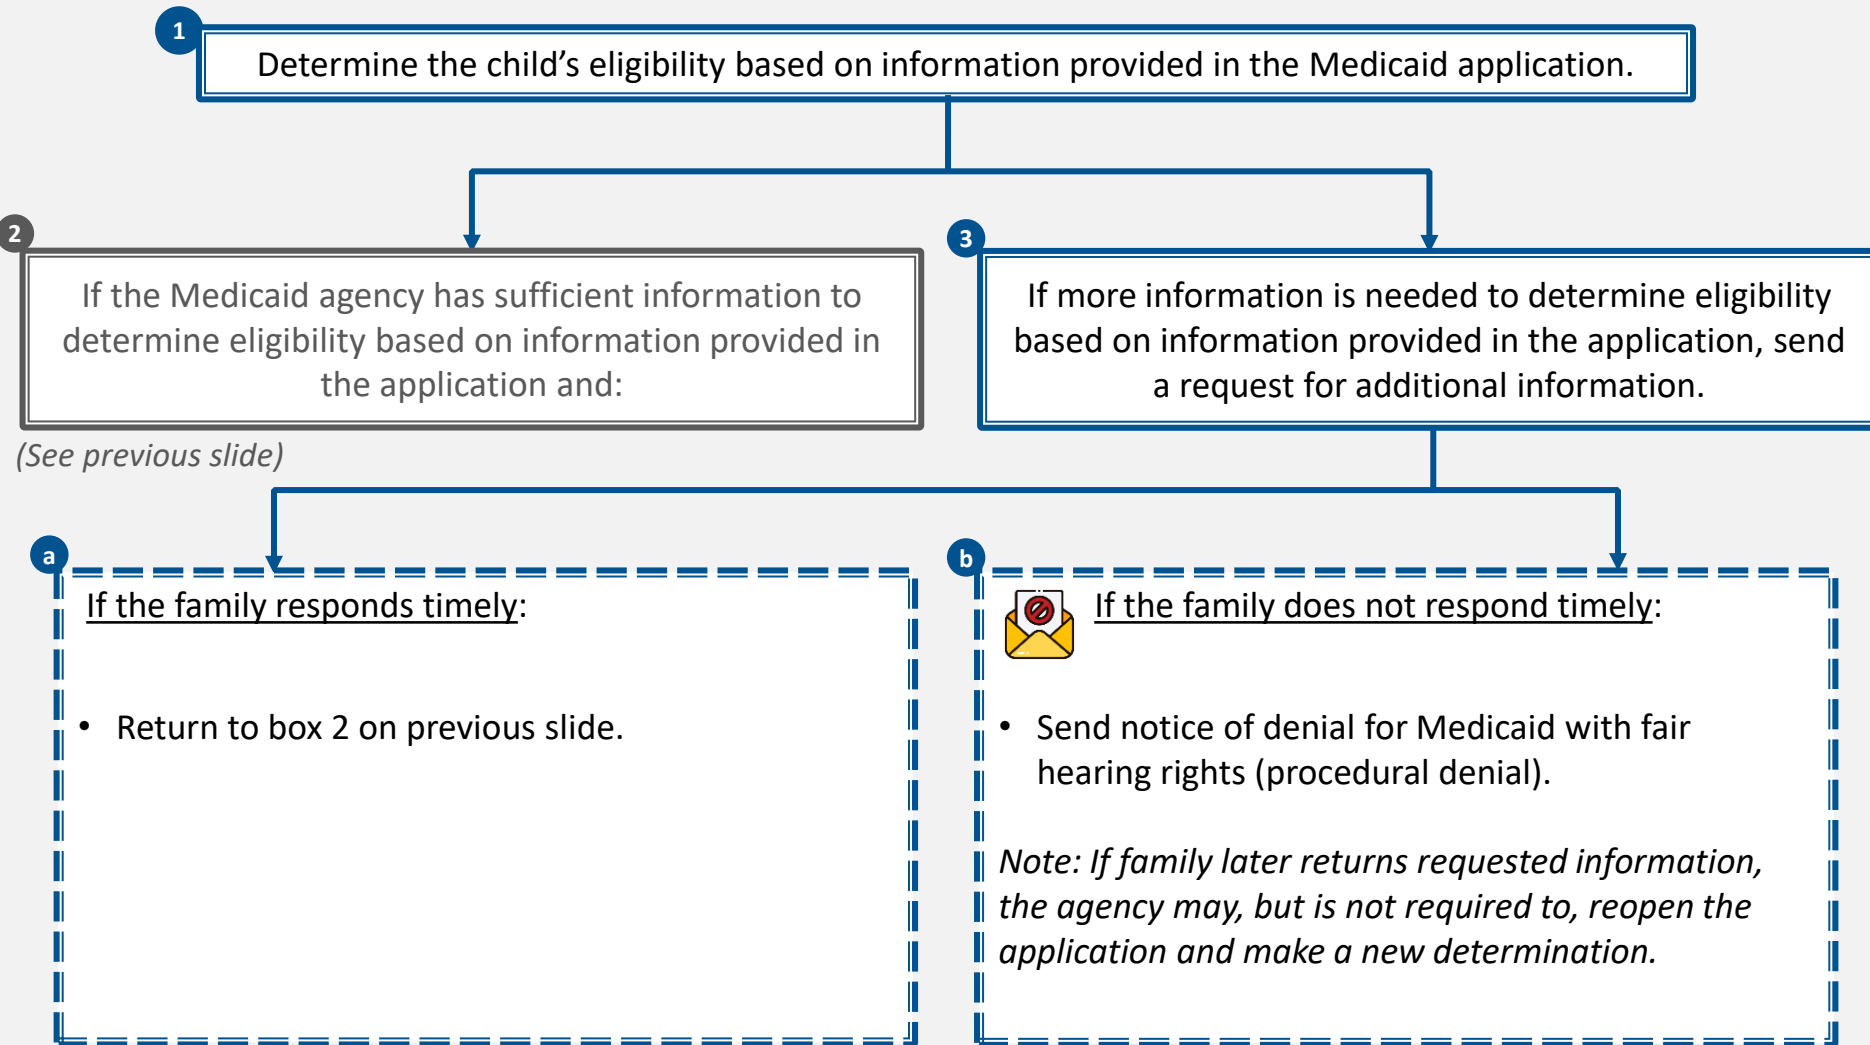 1
Determine the child’s eligibility based on information provided in the Medicaid application.
2
If the Medicaid agency has sufficient information to
determine eligibility based on information provided in
the application and:
(See previous slide)
3
If more information is needed to determine eligibility
based on information provided in the application, send
a request for additional information.
a
If the family responds timely:
• Return to box 2 on previous slide.
b
If the family does not respond timely:
• Send notice of denial for Medicaid with fair
hearing rights (procedural denial).
Note: If family later returns requested information,
the agency may, but is not required to, reopen the
application and make a new determination.